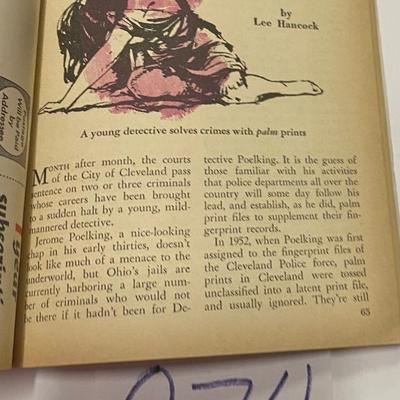 by
Lee Hancock
A young detective solves crimes with palm prints
MONTH after month, the courts
of the City of Cleveland pass
sentence on two or three criminals
whose careers have been brought
to a sudden halt by a young, mild-
mannered detective.
Jerome Poelking, a nice-looking
chap in his early thirties, doesn't
look like much of a menace to the
underworld, but Ohio's jails are
currently harboring a large num-
ber of criminals who would not
be there if it hadn't been for De-
tective Poelking. It is the guess of
those familiar with his activities
that police departments all over the
country will some day follow his
lead, and establish, as he did, palm
print files to supplement their fin-
gerprint records.
In 1952, when Poelking was first
assigned to the fingerprint files of
the Cleveland Police force, palm
prints in Cleveland were tossed
unclassified into a latent print file,
and usually ignored. They're still
65
Postage
Will be Paid
by
Addressee